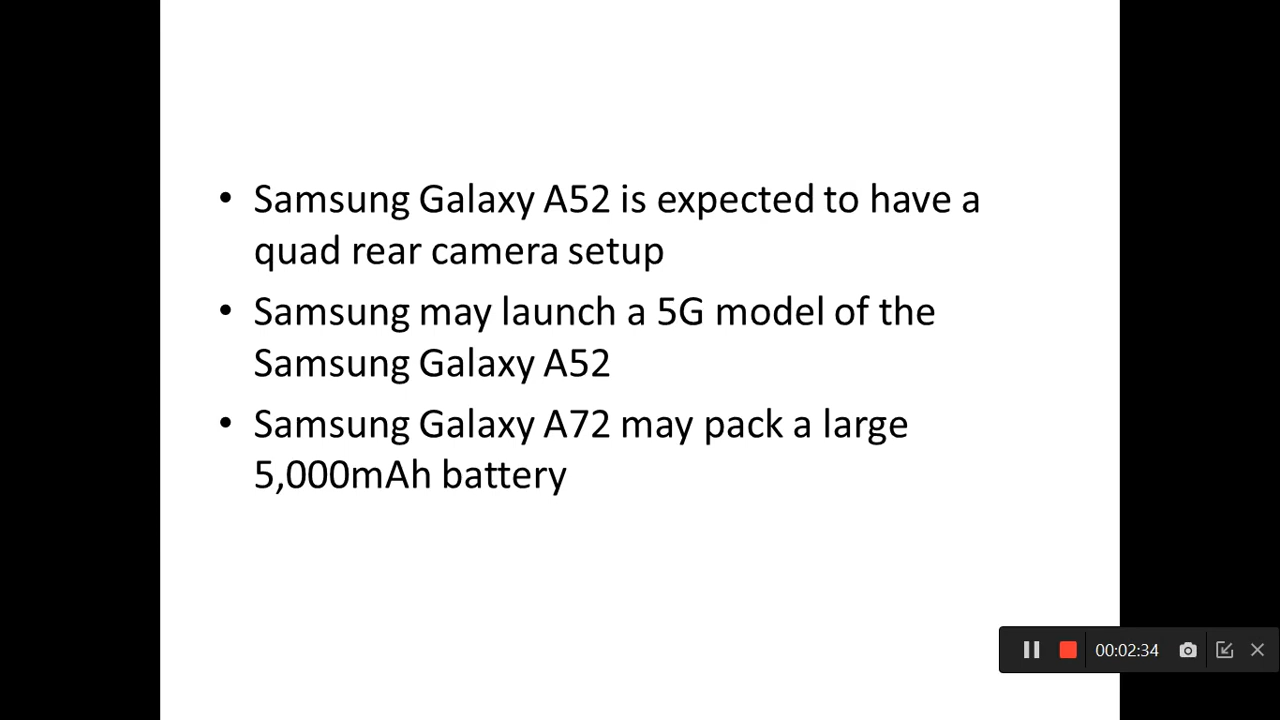 • Samsung Galaxy A52 is expected to have a
quad rear camera setup
• Samsung may launch a 5G model of the
Samsung Galaxy A52
• Samsung Galaxy A72 may pack a large
5,000mAh battery
00:02:34